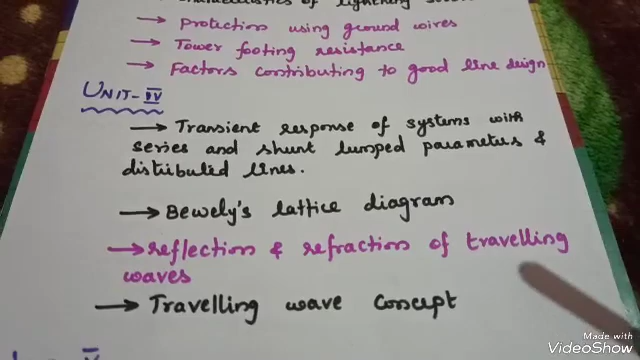 of lightning
→ Protection using ground wires
→ Tower footing resistance
→ Factors contributing to good line design
UNIT-IV
→ Transient response of systems with
series and shunt lumped parameters &
distributed lines.
→ Bewely's lattice diagram
→ reflection & refraction of travelling
waves
→ Travelling wave concept
V
Made with
VideoShow